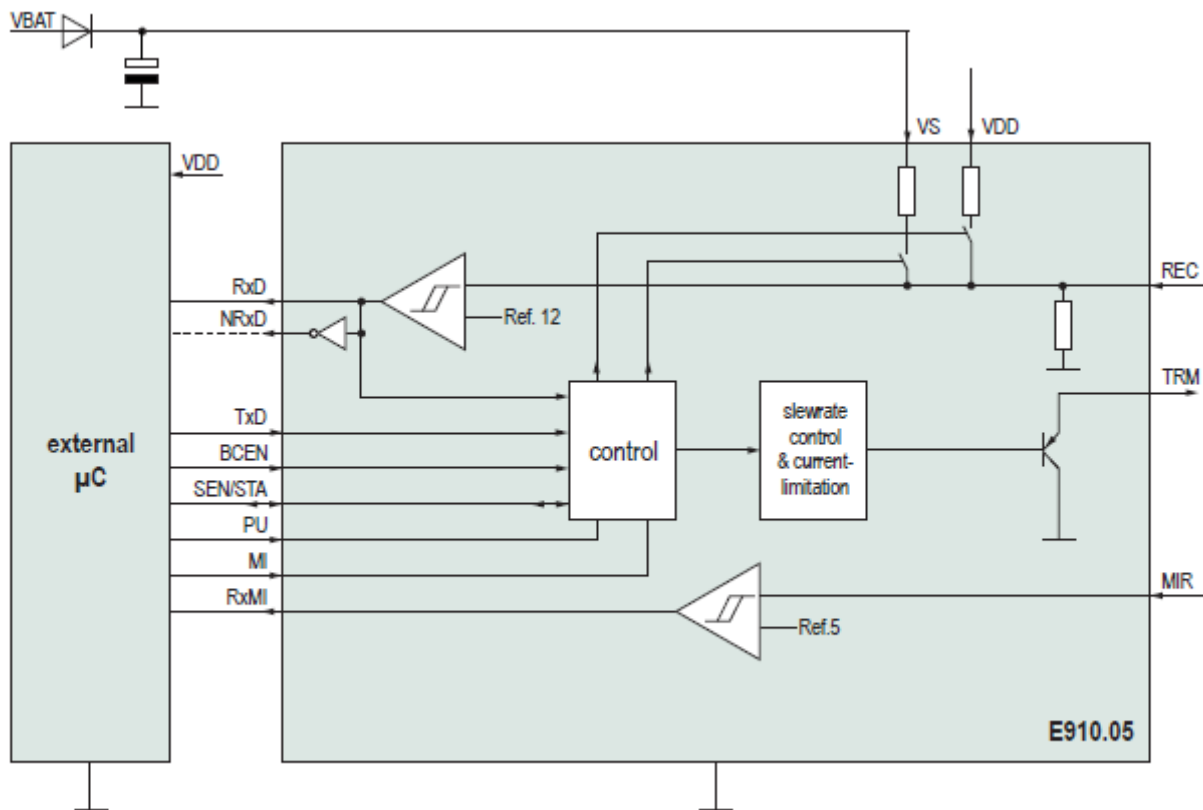 VBAT
VS
VDD
VDD
REC
RxD
NRxD
Ref. 12
TRM
TxD
BCEN
SEN/STA
PU
MI
RxMI
external
µC
control
slewrate
control
& current-
limitation
MIR
Ref.5
E910.05